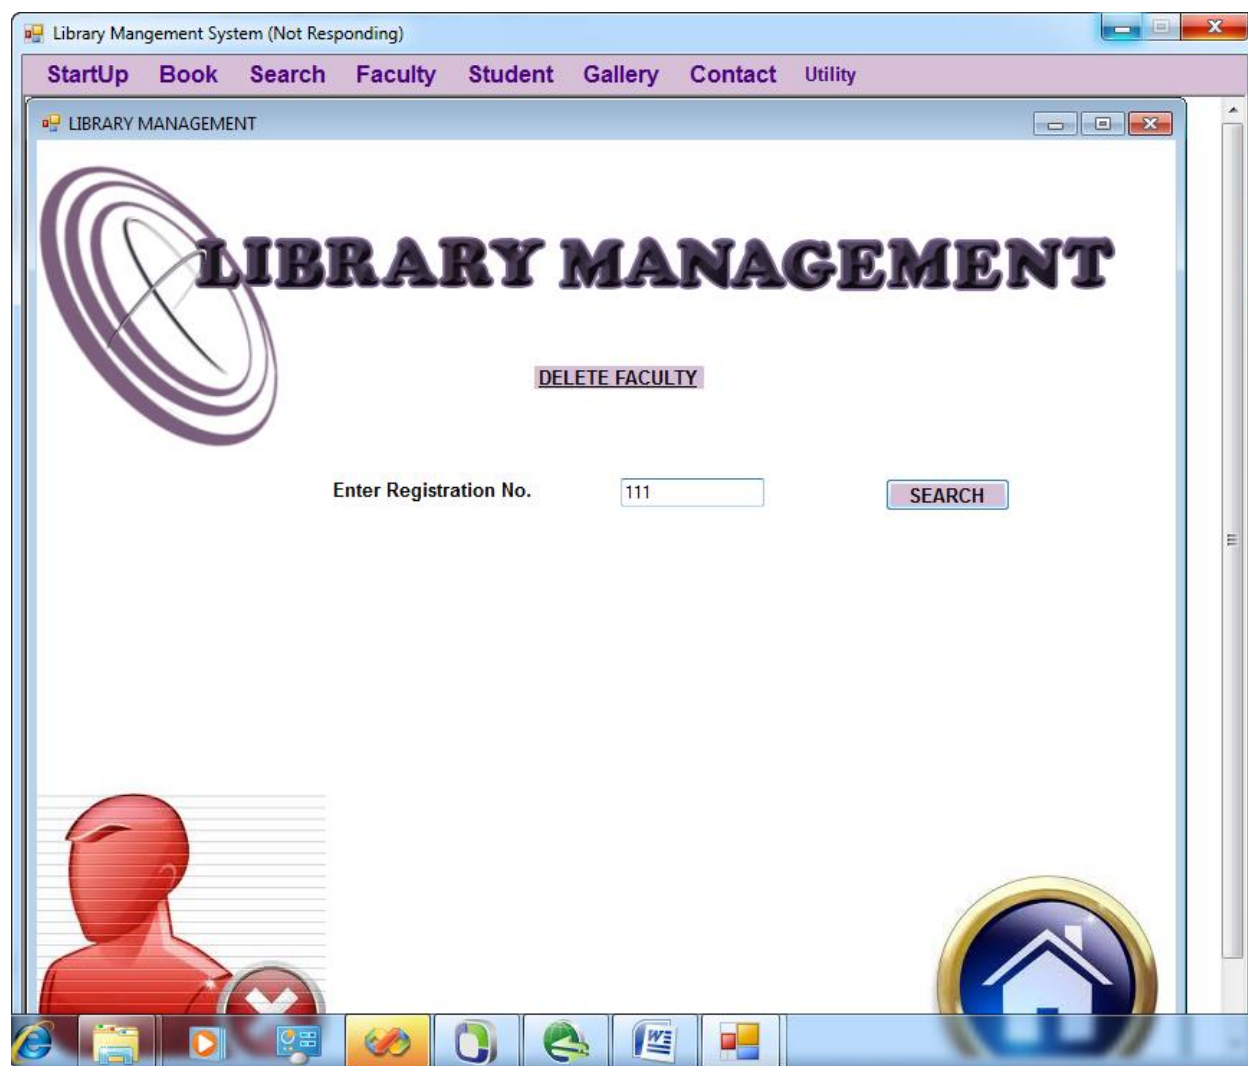 Library Mangement System (Not Responding)
StartUp Book Search Faculty Student Gallery Contact Utility
LIBRARY MANAGEMENT
LIBRARY MANAGEMENT
DELETE FACULTY
Enter Registration No. 111 SEARCH